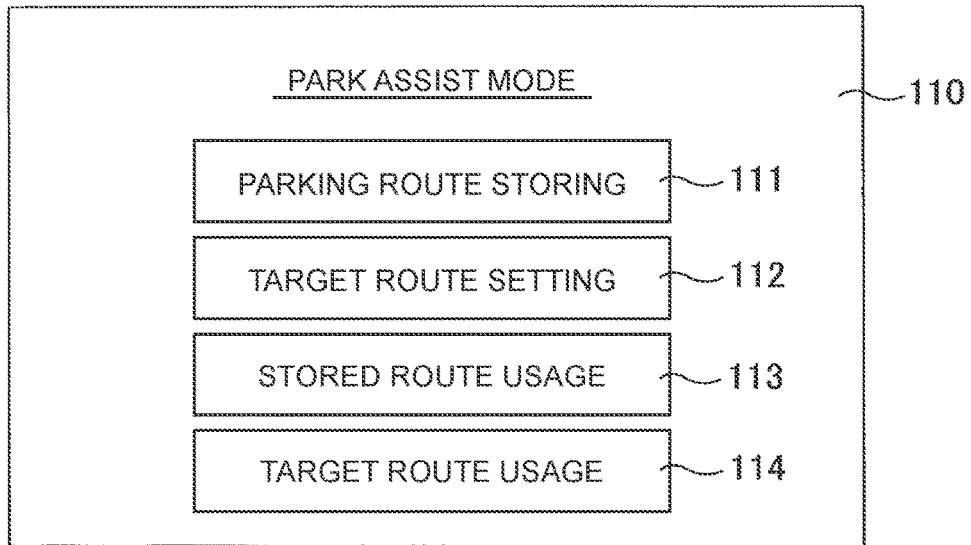 PARK ASSIST MODE
110
PARKING ROUTE STORING
111
TARGET ROUTE SETTING
112
STORED ROUTE USAGE
113
TARGET ROUTE USAGE
114